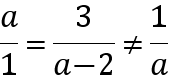 a/1 = 3/(a−2) ≠ 1/a